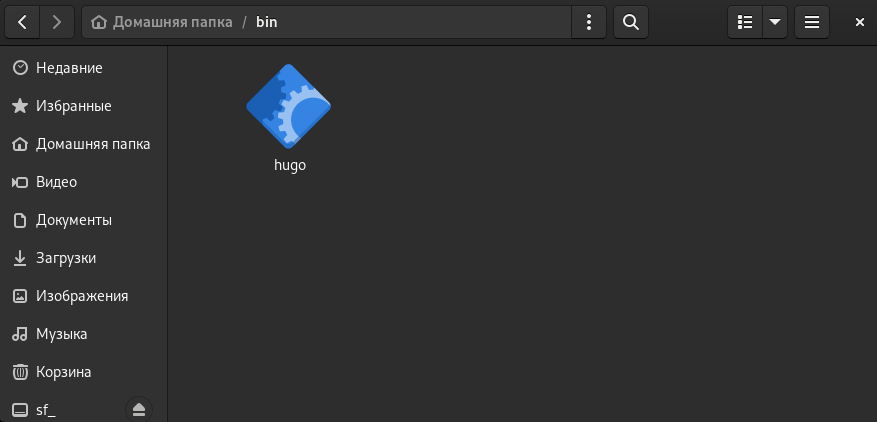 Домашняя папка / bin
Недавние
Избранные
Домашняя папка
Видео
Документы
Загрузки
Изображения
Музыка
Корзина
sf_
hugo